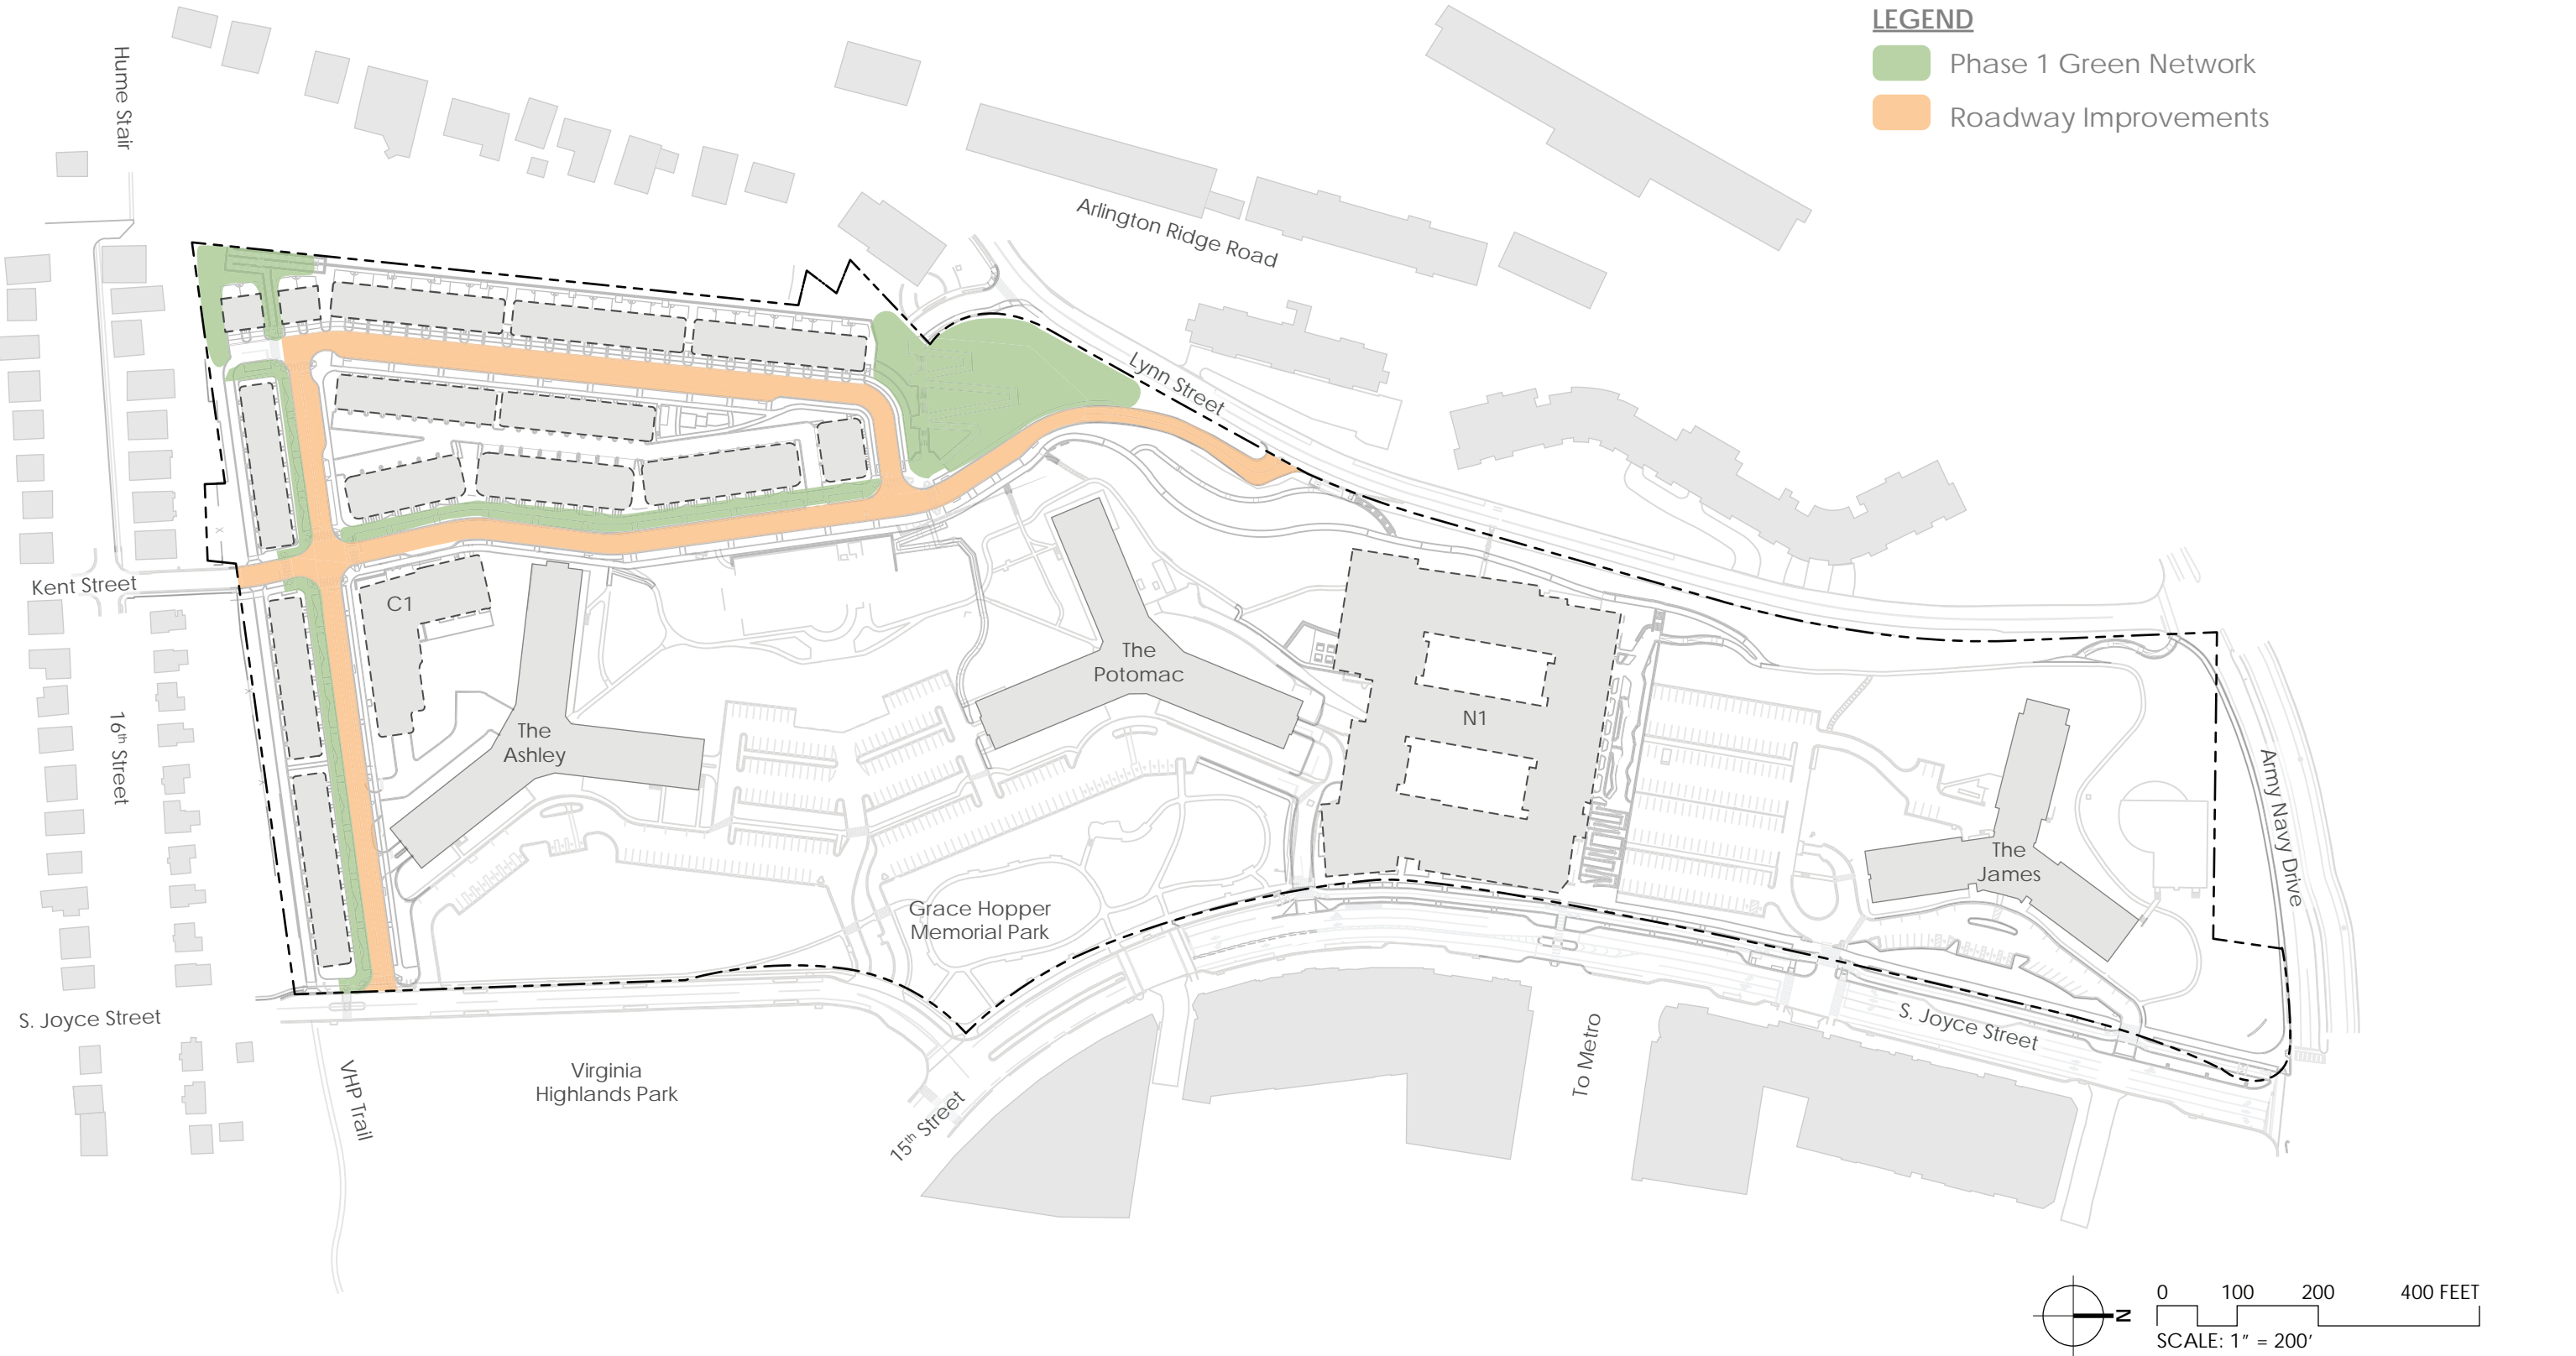 LEGEND
Phase 1 Green Network
Roadway Improvements
Hume Stair
Arlington Ridge Road
Lynn Street
Kent Street
C1
The
Potomac
N1
The
Ashley
16th Street
Army Navy Drive
The
James
Grace Hopper
Memorial Park
S. Joyce Street
S. Joyce Street
VHP Trail
Virginia
Highlands Park
To Metro
15th Street
N
0 100 200 400 FEET
SCALE: 1” = 200’